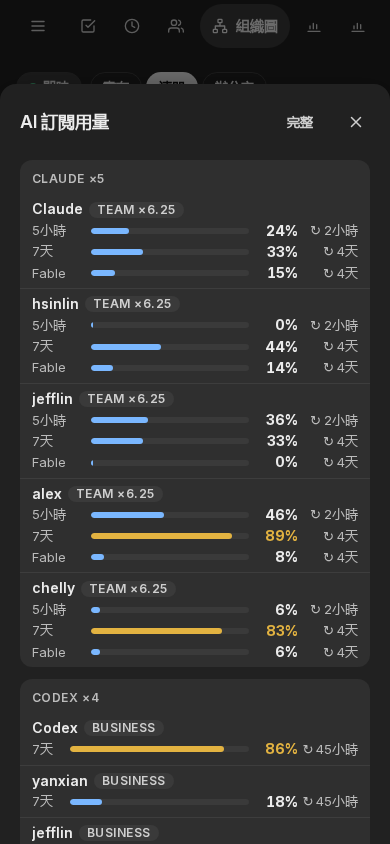 組織圖
AI 訂閱用量
完整
CLAUDE ×5
Claude TEAM ×6.25
5小時 24% ↻ 2小時
7天 33% ↻ 4天
Fable 15% ↻ 4天
hsinlin TEAM ×6.25
5小時 0% ↻ 2小時
7天 44% ↻ 4天
Fable 14% ↻ 4天
jefflin TEAM ×6.25
5小時 36% ↻ 2小時
7天 33% ↻ 4天
Fable 0% ↻ 4天
alex TEAM ×6.25
5小時 46% ↻ 2小時
7天 89% ↻ 4天
Fable 8% ↻ 4天
chelly TEAM ×6.25
5小時 6% ↻ 2小時
7天 83% ↻ 4天
Fable 6% ↻ 4天
CODEX ×4
Codex BUSINESS
7天 86% ↻ 45小時
yanxian BUSINESS
7天 18% ↻ 45小時
jefflin BUSINESS